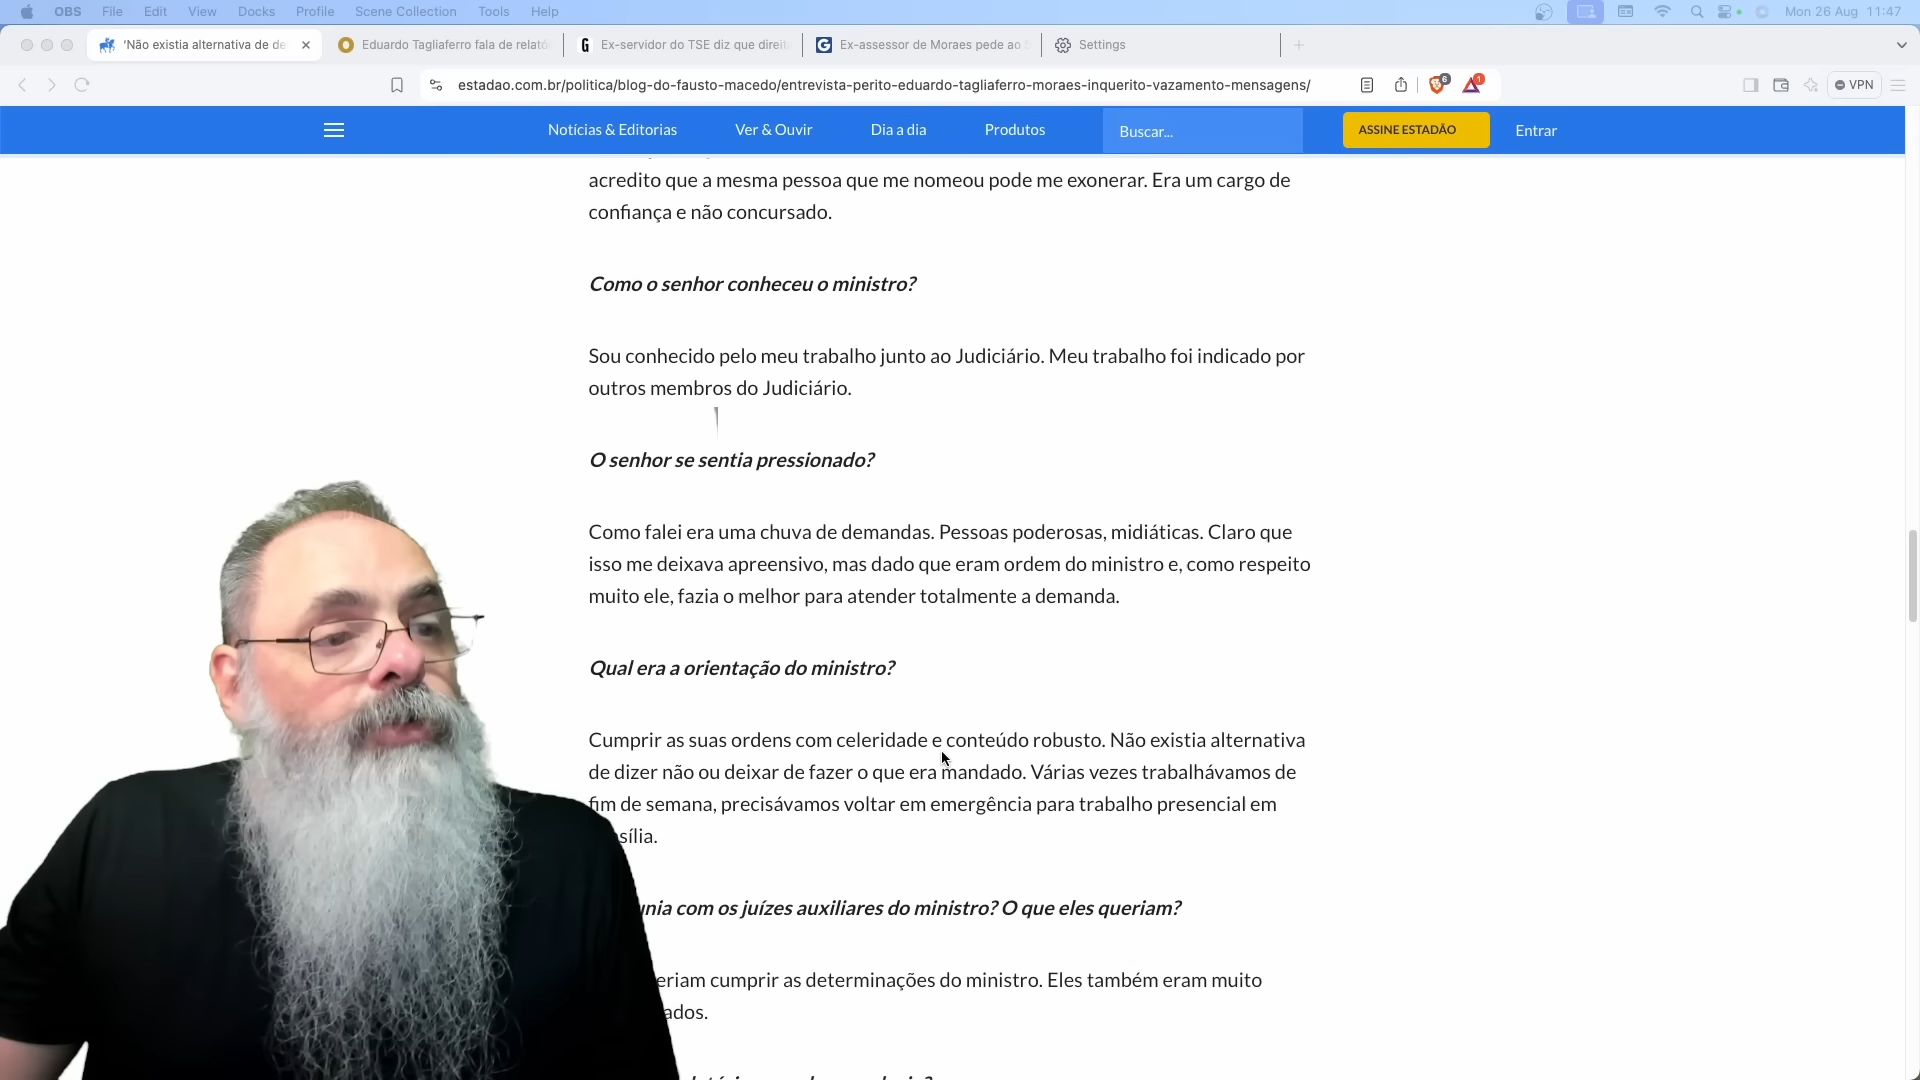 OBS File Edit View Docks Profile Scene Collection Tools Help Mon 26 Aug 11:47
'Não existia alternativa de de
Eduardo Tagliaferro fala de relató
Ex-servidor do TSE diz que direit
Ex-assessor de Moraes pede ao
Settings
estadao.com.br/politica/blog-do-fausto-macedo/entrevista-perito-eduardo-tagliaferro-moraes-inquerito-vazamento-mensagens/
6
1
VPN
Notícias & Editorias Ver & Ouvir Dia a dia Produtos Buscar... ASSINE ESTADÃO Entrar
acredito que a mesma pessoa que me nomeou pode me exonerar. Era um cargo de
confiança e não concursado.
Como o senhor conheceu o ministro?
Sou conhecido pelo meu trabalho junto ao Judiciário. Meu trabalho foi indicado por
outros membros do Judiciário.
O senhor se sentia pressionado?
Como falei era uma chuva de demandas. Pessoas poderosas, midiáticas. Claro que
isso me deixava apreensivo, mas dado que eram ordem do ministro e, como respeito
muito ele, fazia o melhor para atender totalmente a demanda.
Qual era a orientação do ministro?
Cumprir as suas ordens com celeridade e conteúdo robusto. Não existia alternativa
de dizer não ou deixar de fazer o que era mandado. Várias vezes trabalhávamos de
fim de semana, precisávamos voltar em emergência para trabalho presencial em
sília.
nia com os juízes auxiliares do ministro? O que eles queriam?
eriam cumprir as determinações do ministro. Eles também eram muito
ados.